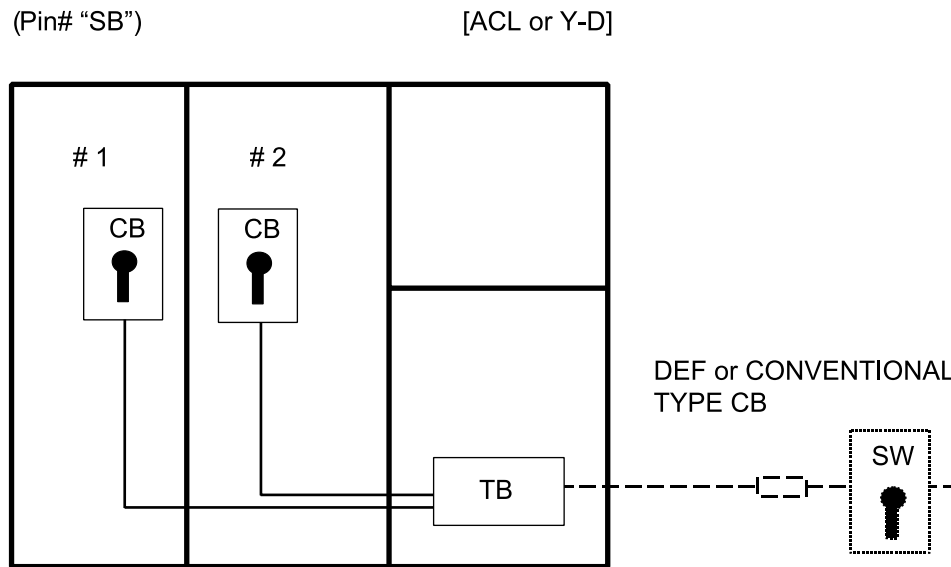 (Pin# “SB”)
[ACL or Y-D]
# 1
# 2
CB
CB
DEF or CONVENTIONAL
TYPE CB
SW
TB